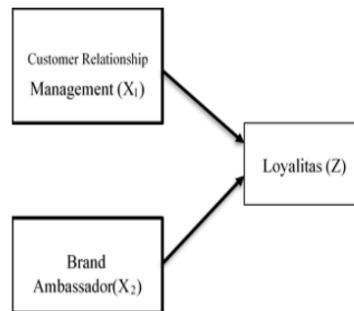 Customer Relationship
Management (X₁)
Loyalitas (Z)
Brand
Ambassador(X₂)